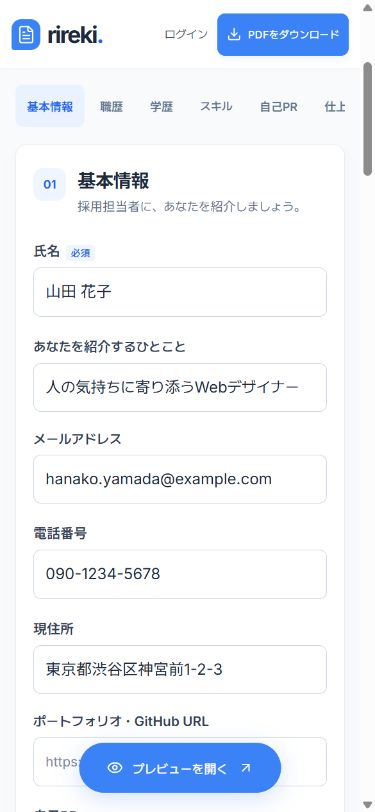 rireki.
ログイン
PDFをダウンロード
基本情報 職歴 学歴 スキル 自己PR 仕上
01
基本情報
採用担当者に、あなたを紹介しましょう。
氏名 必須
山田 花子
あなたを紹介するひとこと
人の気持ちに寄り添うWebデザイナー
メールアドレス
hanako.yamada@example.com
電話番号
090-1234-5678
現住所
東京都渋谷区神宮前1-2-3
ポートフォリオ・GitHub URL
https:
プレビューを開く